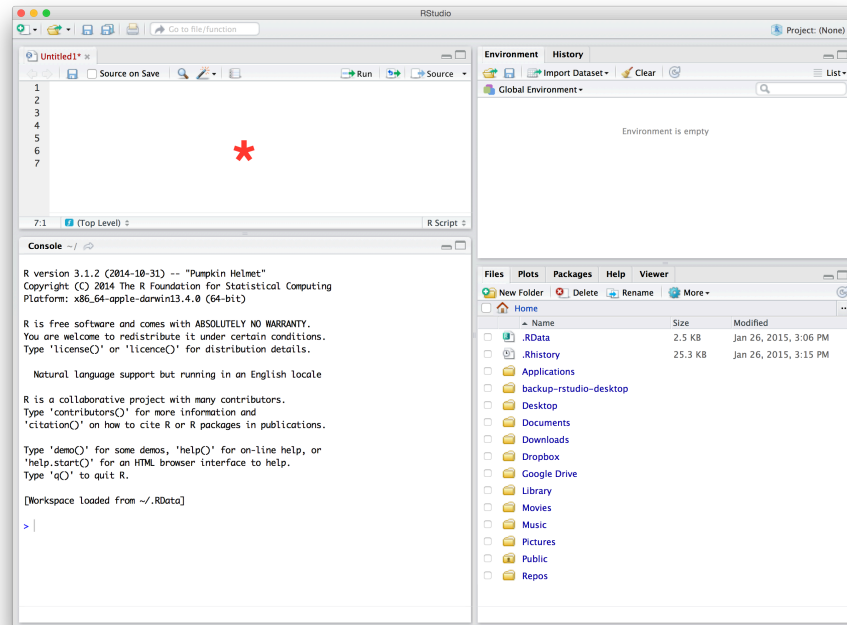 RStudio
Go to file/function
Project: (None)
Untitled1*
Source on Save
Run
Source
1
2
3
4
5
6
7
*
7:1
(Top Level)
R Script
Console ~/
R version 3.1.2 (2014-10-31) -- "Pumpkin Helmet"
Copyright (C) 2014 The R Foundation for Statistical Computing
Platform: x86_64-apple-darwin13.4.0 (64-bit)
R is free software and comes with ABSOLUTELY NO WARRANTY.
You are welcome to redistribute it under certain conditions.
Type 'license()' or 'licence()' for distribution details.
Natural language support but running in an English locale
R is a collaborative project with many contributors.
Type 'contributors()' for more information and
'citation()' on how to cite R or R packages in publications.
Type 'demo()' for some demos, 'help()' for on-line help, or
'help.start()' for an HTML browser interface to help.
Type 'q()' to quit R.
[Workspace loaded from ~/.RData]
>
Environment History
Import Dataset Clear List
Global Environment
Environment is empty
Files Plots Packages Help Viewer
New Folder Delete Rename More
Home ...
Name Size Modified
.RData 2.5 KB Jan 26, 2015, 3:06 PM
.Rhistory 25.3 KB Jan 26, 2015, 3:15 PM
Applications
backup-rstudio-desktop
Desktop
Documents
Downloads
Dropbox
Google Drive
Library
Movies
Music
Pictures
Public
Repos